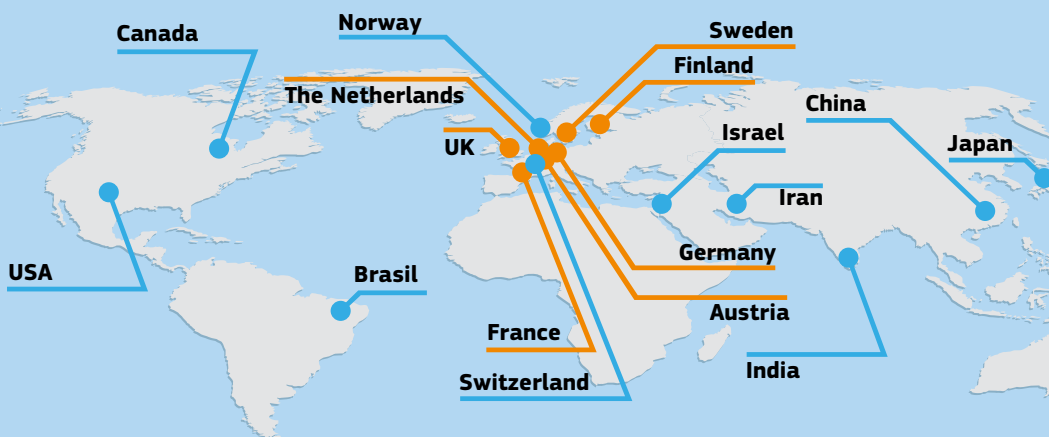 Canada
Norway
Sweden
Finland
The Netherlands
China
UK
Israel
Japan
Iran
Germany
USA
Brasil
Austria
France
Switzerland
India